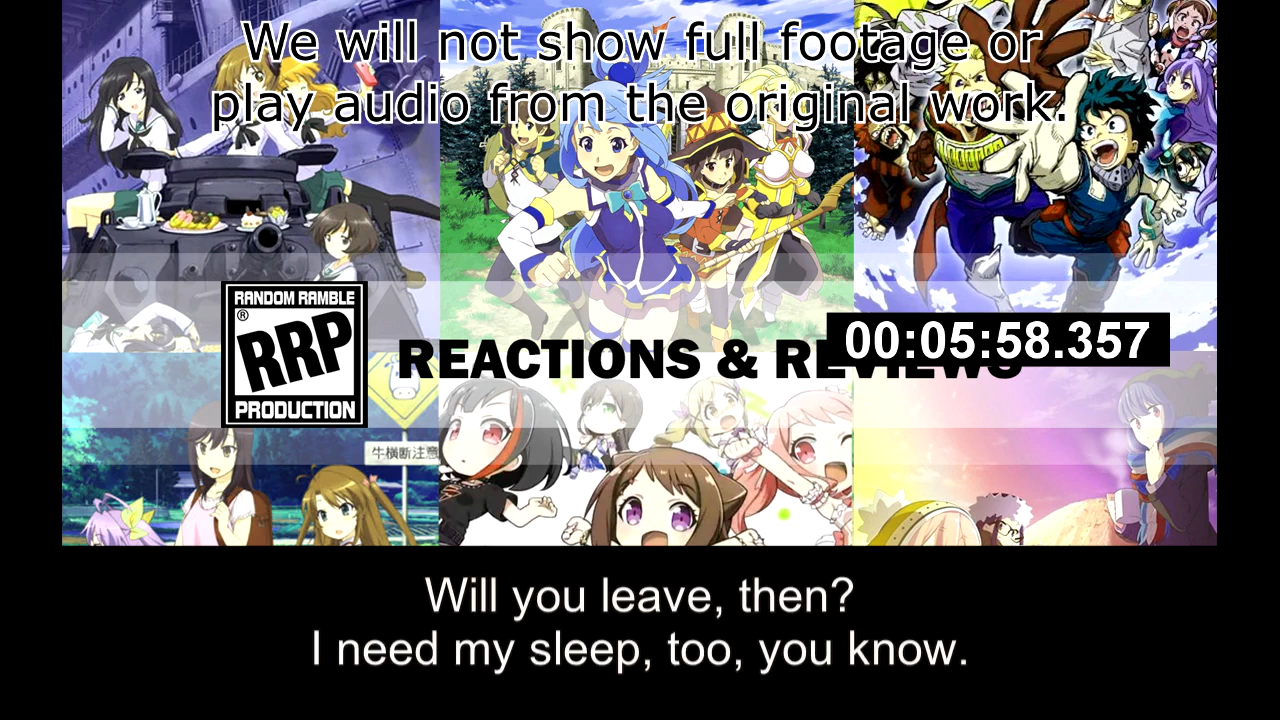 We will not show full footage or
play audio from the original work.
RANDOM RAMBLE
®
RRP
PRODUCTION
REACTIONS & REVIEWS
00:05:58.357
牛横断注意
Will you leave, then?
I need my sleep, too, you know.